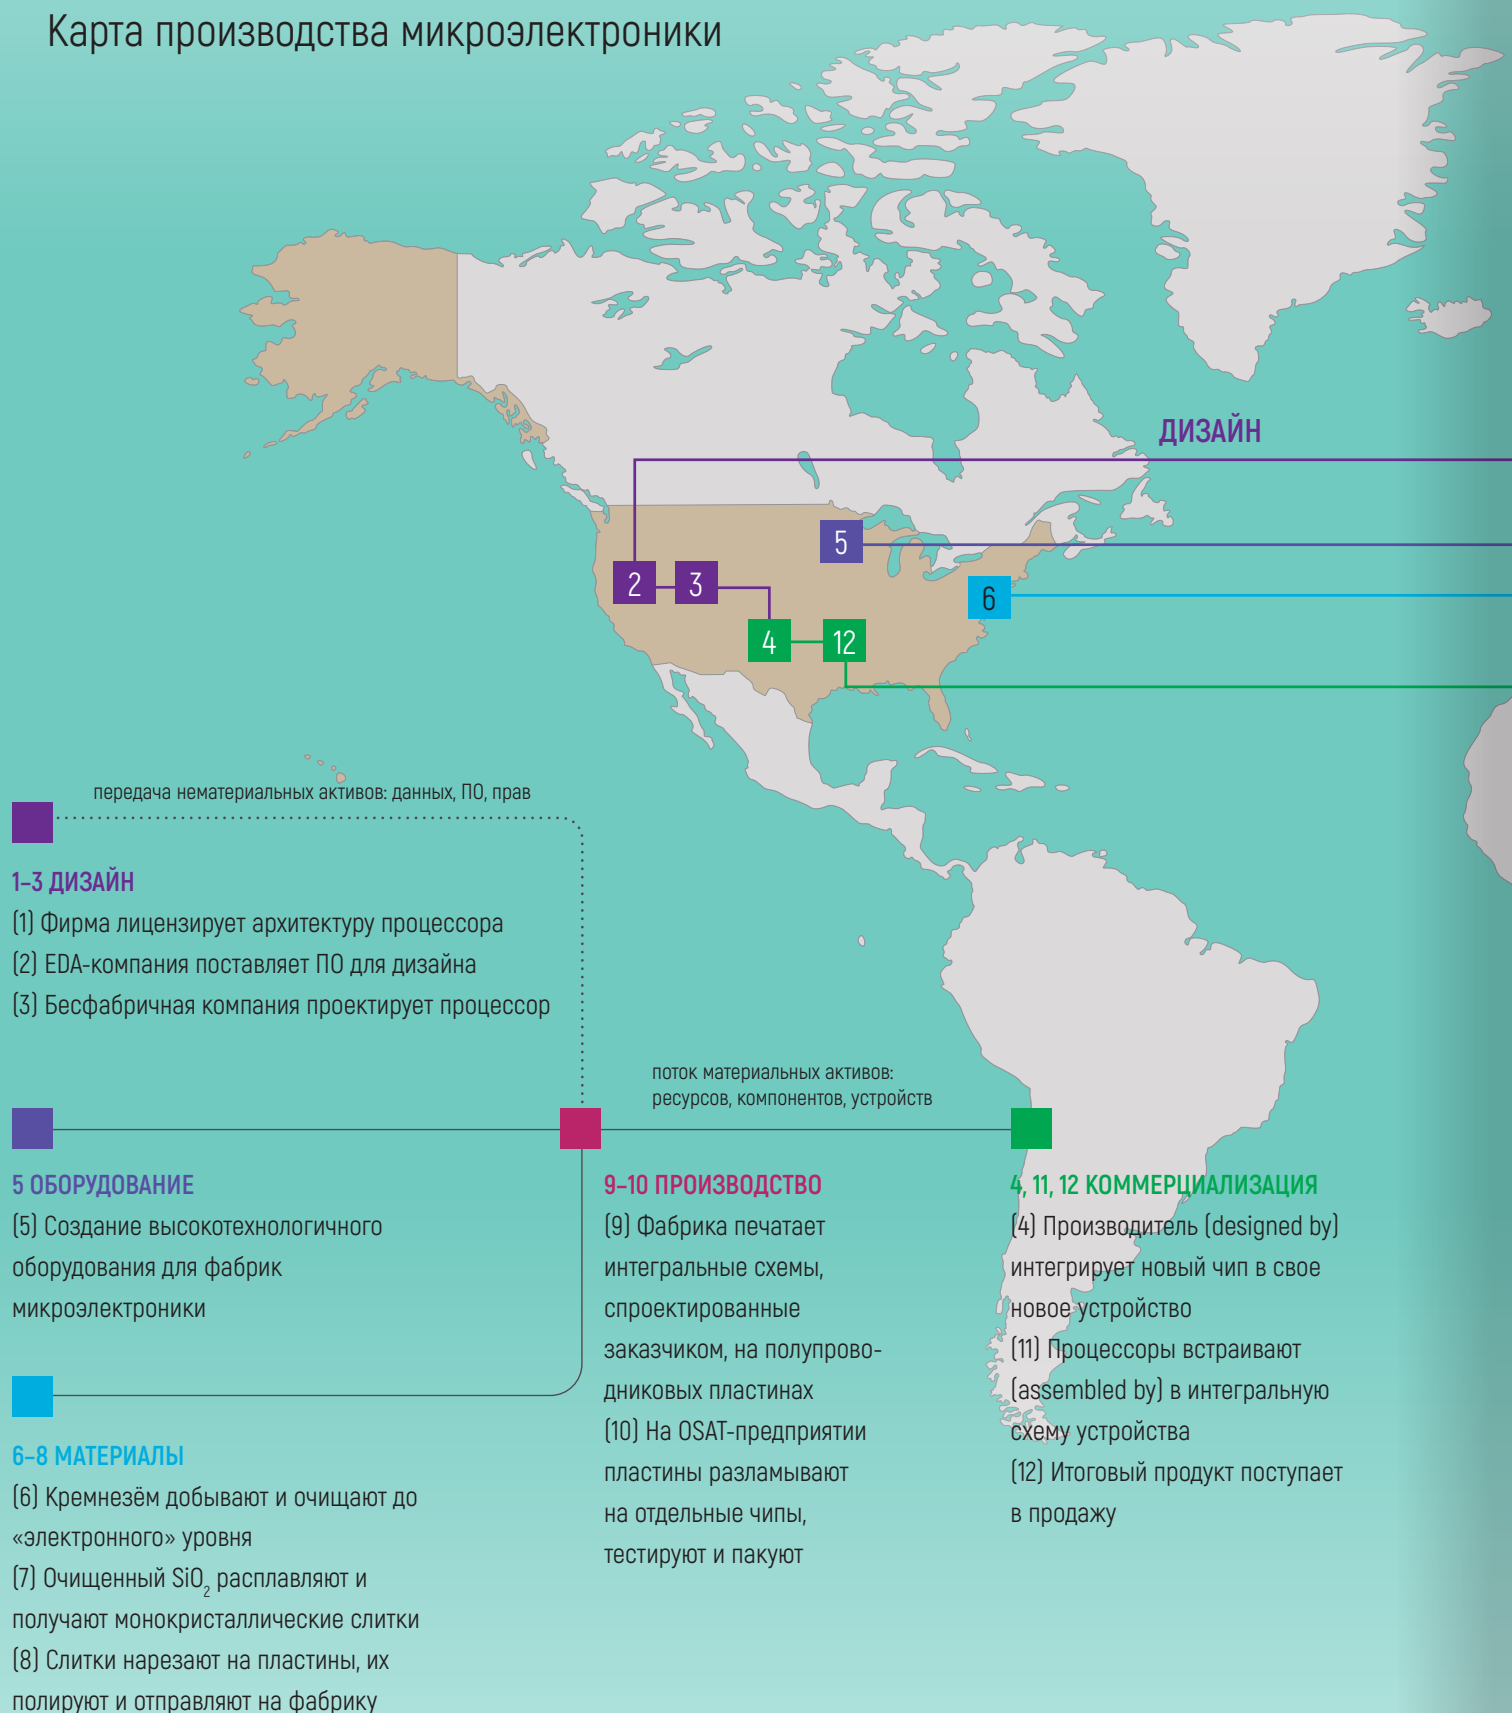 Карта производства микроэлектроники
ДИЗАЙН
5
2
3
6
4
12
передача нематериальных активов: данных, ПО, прав
1–3 ДИЗАЙН
(1) Фирма лицензирует архитектуру процессора
(2) EDA-компания поставляет ПО для дизайна
(3) Бесфабричная компания проектирует процессор
поток материальных активов:
ресурсов, компонентов, устройств
5 ОБОРУДОВАНИЕ
(5) Создание высокотехнологичного
оборудования для фабрик
микроэлектроники
6–8 МАТЕРИАЛЫ
(6) Кремнезём добывают и очищают до
«электронного» уровня
(7) Очищенный SiO₂ расплавляют и
получают монокристаллические слитки
(8) Слитки нарезают на пластины, их
полируют и отправляют на фабрику
9–10 ПРОИЗВОДСТВО
(9) Фабрика печатает
интегральные схемы,
спроектированные
заказчиком, на полупрово-
дниковых пластинах
(10) На OSAT-предприятии
пластины разламывают
на отдельные чипы,
тестируют и пакуют
4, 11, 12 КОММЕРЦИАЛИЗАЦИЯ
(4) Производитель (designed by)
интегрирует новый чип в свое
новое устройство
(11) Процессоры встраивают
(assembled by) в интегральную
схему устройства
(12) Итоговый продукт поступает
в продажу